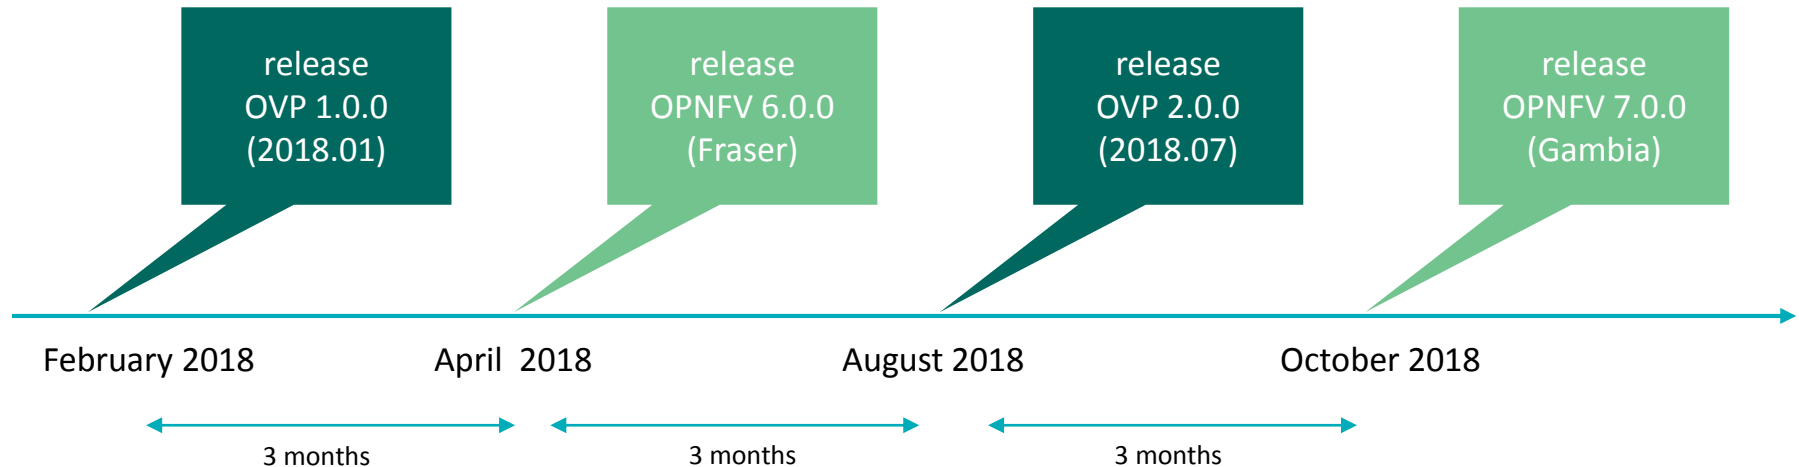 release
OVP 1.0.0
(2018.01)
release
OPNFV 6.0.0
(Fraser)
release
OVP 2.0.0
(2018.07)
release
OPNFV 7.0.0
(Gambia)
February 2018
April 2018
August 2018
October 2018
3 months
3 months
3 months